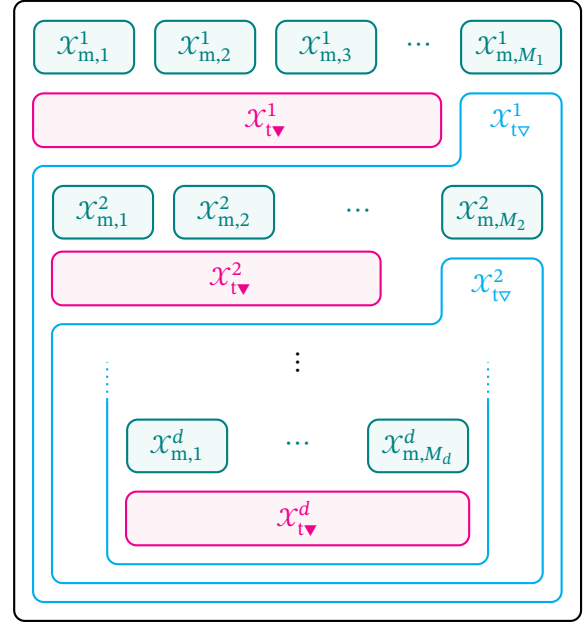 𝒳¹ₘ,₁ 𝒳¹ₘ,₂ 𝒳¹ₘ,₃ ⋯ 𝒳¹ₘ,M₁
𝒳¹ₜ▼ 𝒳¹ₜ▽
𝒳²ₘ,₁ 𝒳²ₘ,₂ ⋯ 𝒳²ₘ,M₂
𝒳²ₜ▼ 𝒳²ₜ▽
⋮
𝒳ᵈₘ,₁ ⋯ 𝒳ᵈₘ,M_d
𝒳ᵈₜ▼